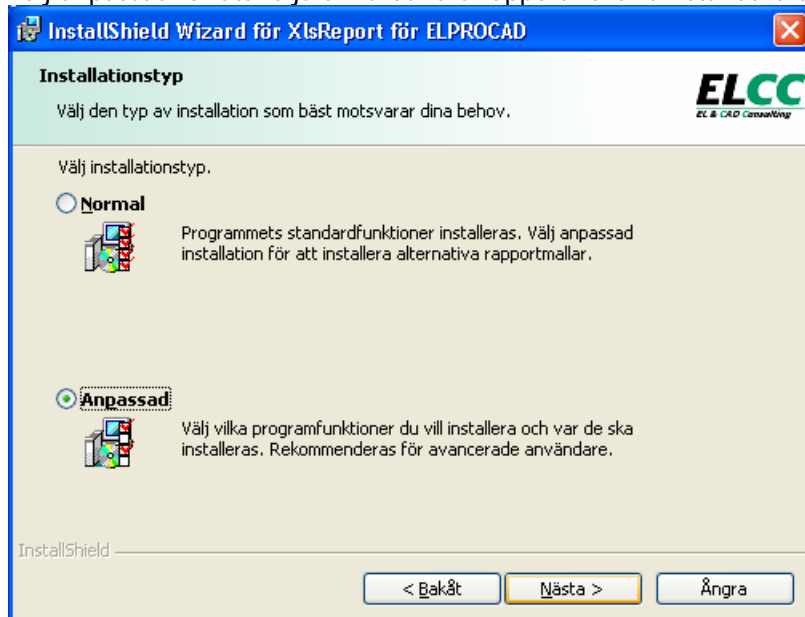 InstallShield Wizard för XlsReport för ELPROCAD
Installationstyp
Välj den typ av installation som bäst motsvarar dina behov.
ELCC
EL & CAD Consulting
Välj installationstyp.
Normal
Programmets standardfunktioner installeras. Välj anpassad
installation för att installera alternativa rapportmallar.
Anpassad
Välj vilka programfunktioner du vill installera och var de ska
installeras. Rekommenderas för avancerade användare.
InstallShield
< Bakåt
Nästa >
Ångra